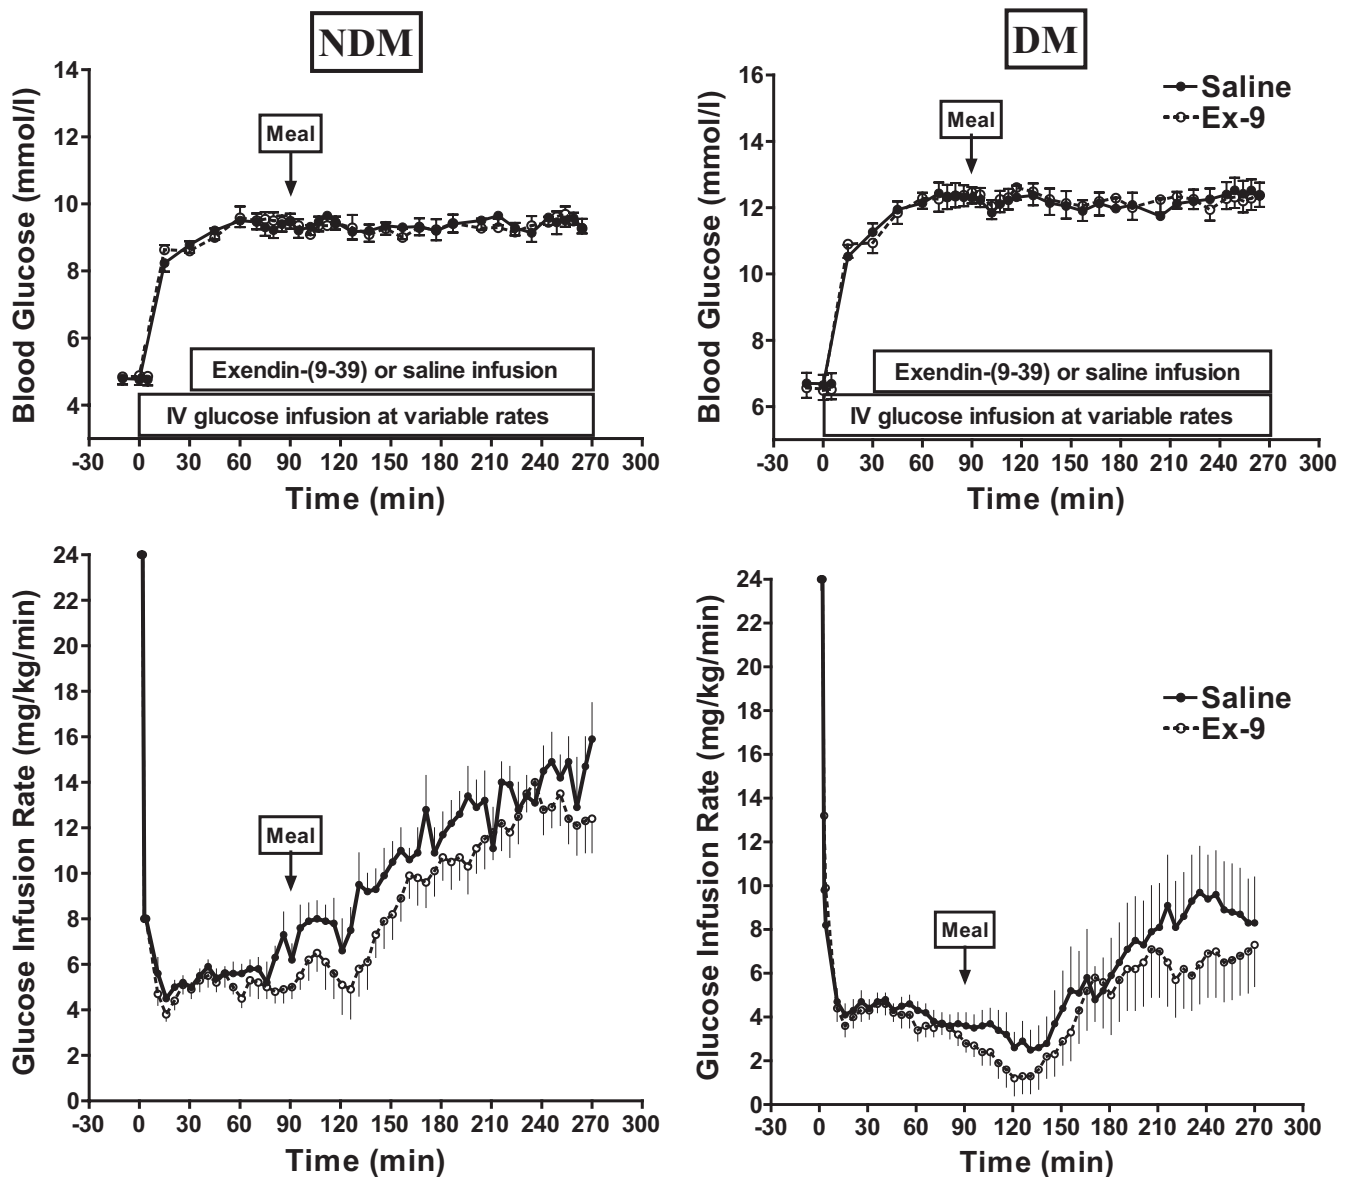 NDM
Blood Glucose (mmol/l)
14
12
10
8
6
4
Meal
Exendin-(9-39) or saline infusion
IV glucose infusion at variable rates
-30 0 30 60 90 120 150 180 210 240 270 300
Time (min)
DM
Blood Glucose (mmol/l)
16
14
12
10
8
6
Meal
Saline
Ex-9
Exendin-(9-39) or saline infusion
IV glucose infusion at variable rates
-30 0 30 60 90 120 150 180 210 240 270 300
Time (min)
Glucose Infusion Rate (mg/kg/min)
24
22
20
18
16
14
12
10
8
6
4
2
0
Meal
-30 0 30 60 90 120 150 180 210 240 270 300
Time (min)
Glucose Infusion Rate (mg/kg/min)
24
22
20
18
16
14
12
10
8
6
4
2
0
Meal
Saline
Ex-9
-30 0 30 60 90 120 150 180 210 240 270 300
Time (min)